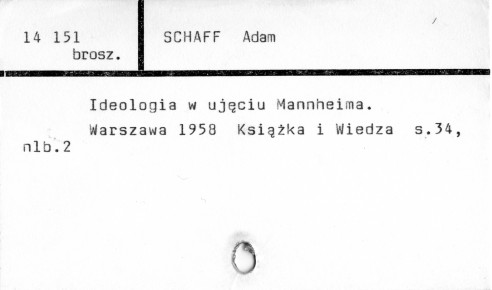 14 151 SCHAFF Adam
brosz.
Ideologia w ujęciu Mannheima.
Warszawa 1958 Książka i Wiedza s.34,
nlb.2